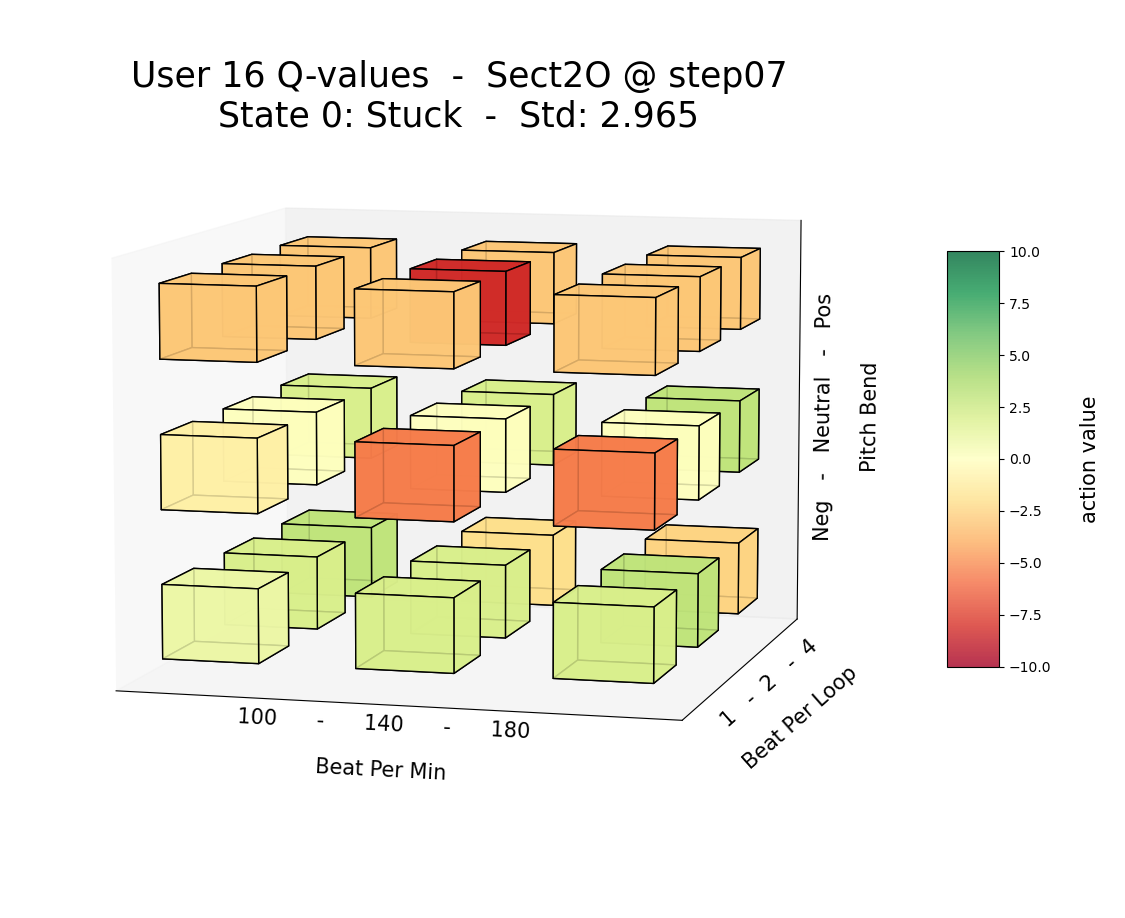 User 16 Q-values - Sect2O @ step07
State 0: Stuck - Std: 2.965
Neg - Neutral - Pos
Pitch Bend
100 - 140 - 180
Beat Per Min
1 - 2 - 4
Beat Per Loop
10.0
7.5
5.0
2.5
0.0
−2.5
−5.0
−7.5
−10.0
action value